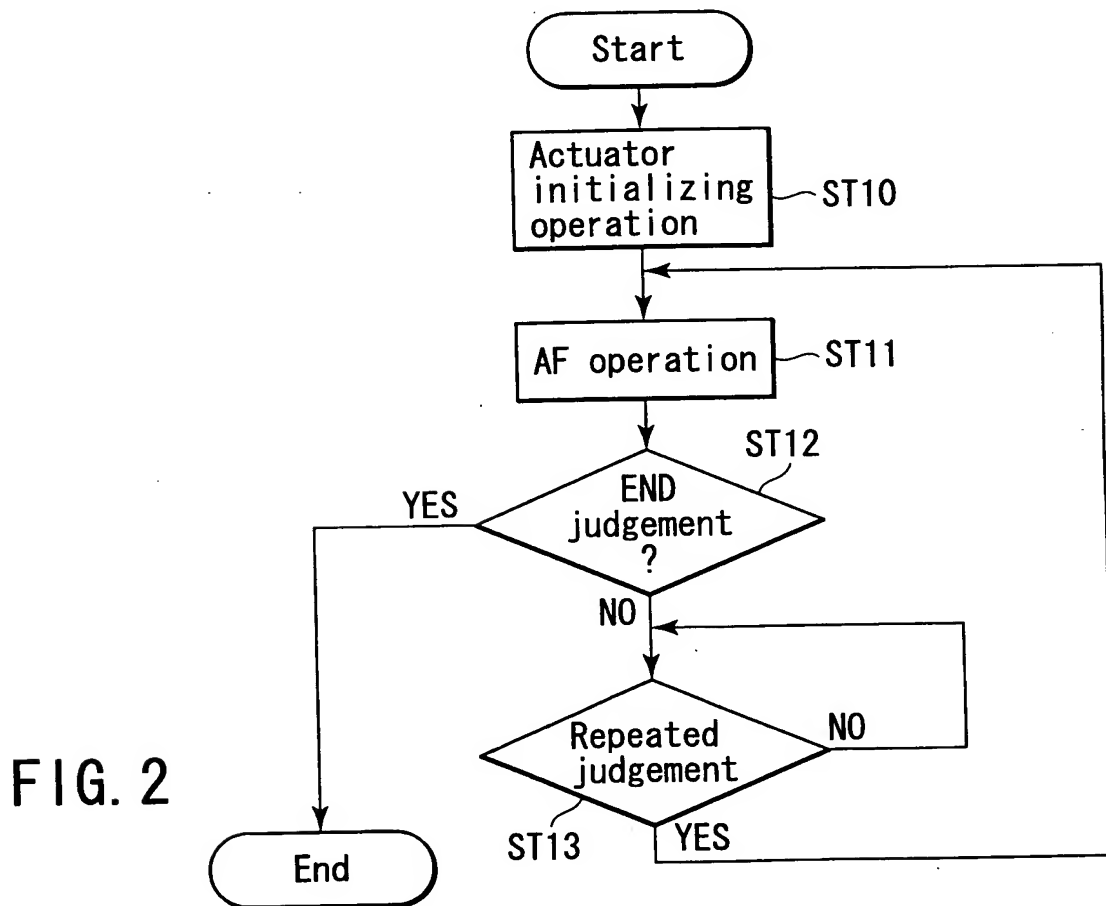 Start
Actuator
initializing
operation
ST10
AF operation
ST11
ST12
END
judgement
?
YES
NO
Repeated
judgement
NO
ST13
YES
End
FIG. 2